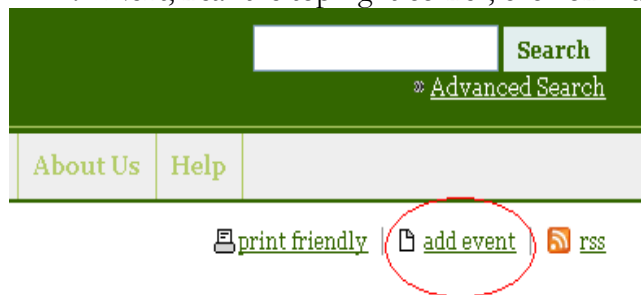 Search
» Advanced Search
About Us Help
print friendly | add event | rss